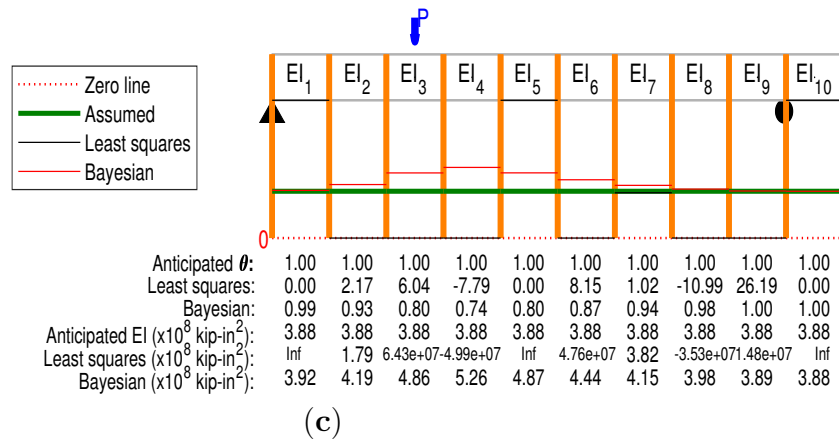 P
EI1 EI2 EI3 EI4 EI5 EI6 EI7 EI8 EI9 EI10
Zero line
Assumed
Least squares
Bayesian
0
Anticipated θ: 1.00 1.00 1.00 1.00 1.00 1.00 1.00 1.00 1.00 1.00
Least squares: 0.00 2.17 6.04 -7.79 0.00 8.15 1.02 -10.99 26.19 0.00
Bayesian: 0.99 0.93 0.80 0.74 0.80 0.87 0.94 0.98 1.00 1.00
Anticipated EI (x10^8 kip-in^2): 3.88 3.88 3.88 3.88 3.88 3.88 3.88 3.88 3.88 3.88
Least squares (x10^8 kip-in^2): Inf 1.79 6.43e+07 -4.99e+07 Inf 4.76e+07 3.82 -3.53e+07 1.48e+07 Inf
Bayesian (x10^8 kip-in^2): 3.92 4.19 4.86 5.26 4.87 4.44 4.15 3.98 3.89 3.88
(c)